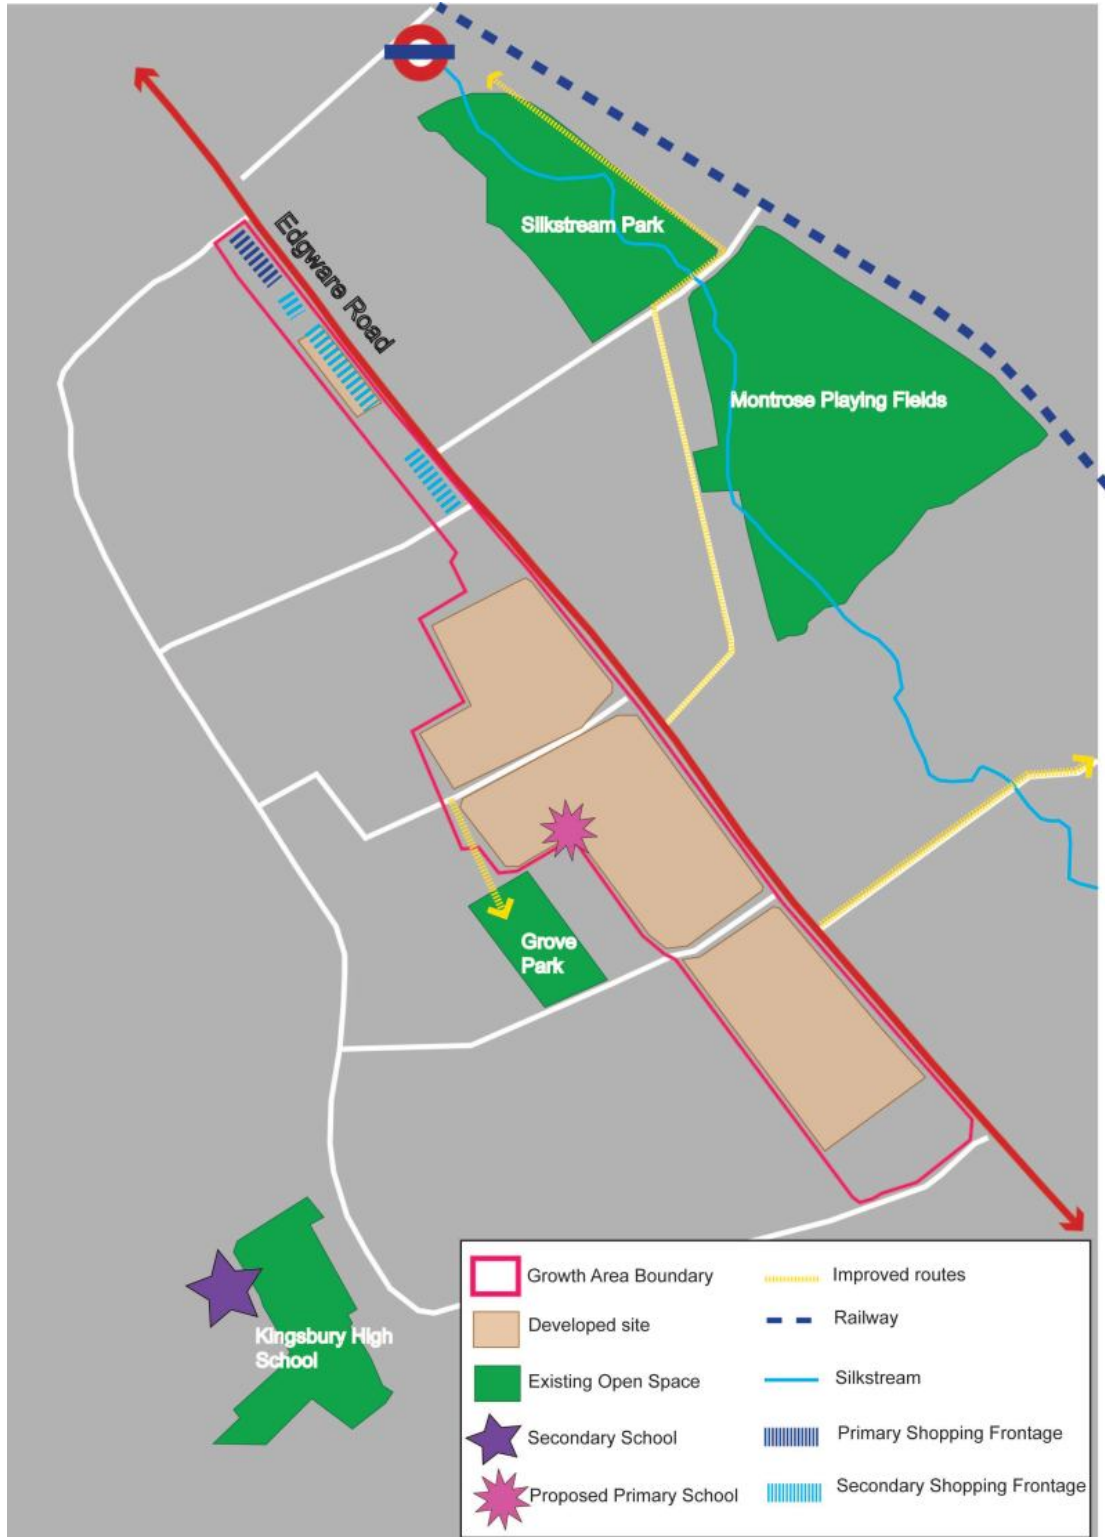 Silkstream Park
Edgware Road
Montrose Playing Fields
Grove
Park
Kingsbury High
School
Growth Area Boundary
Developed site
Existing Open Space
Secondary School
Proposed Primary School
Improved routes
Railway
Silkstream
Primary Shopping Frontage
Secondary Shopping Frontage